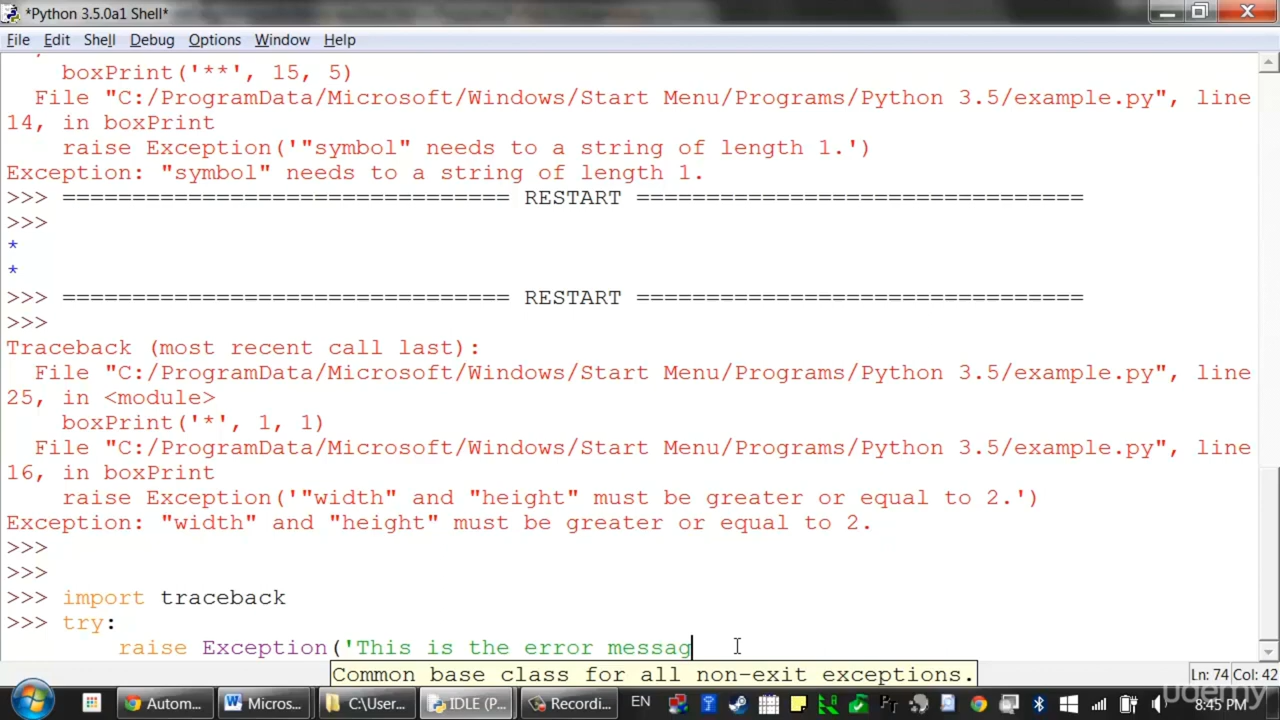 *Python 3.5.0a1 Shell*
File Edit Shell Debug Options Window Help
boxPrint('**', 15, 5)
File "C:/ProgramData/Microsoft/Windows/Start Menu/Programs/Python 3.5/example.py", line
14, in boxPrint
raise Exception('"symbol" needs to a string of length 1.')
Exception: "symbol" needs to a string of length 1.
>>> ================================ RESTART ================================
>>>
*
*
>>> ================================ RESTART ================================
>>>
Traceback (most recent call last):
File "C:/ProgramData/Microsoft/Windows/Start Menu/Programs/Python 3.5/example.py", line
25, in <module>
boxPrint('*', 1, 1)
File "C:/ProgramData/Microsoft/Windows/Start Menu/Programs/Python 3.5/example.py", line
16, in boxPrint
raise Exception('"width" and "height" must be greater or equal to 2.')
Exception: "width" and "height" must be greater or equal to 2.
>>>
>>>
>>> import traceback
>>> try:
raise Exception('This is the error messag
Common base class for all non-exit exceptions.
Ln: 74 Col: 42
Autom... Micros... C:\User... IDLE (P... Recordi... EN 8:45 PM
udemy